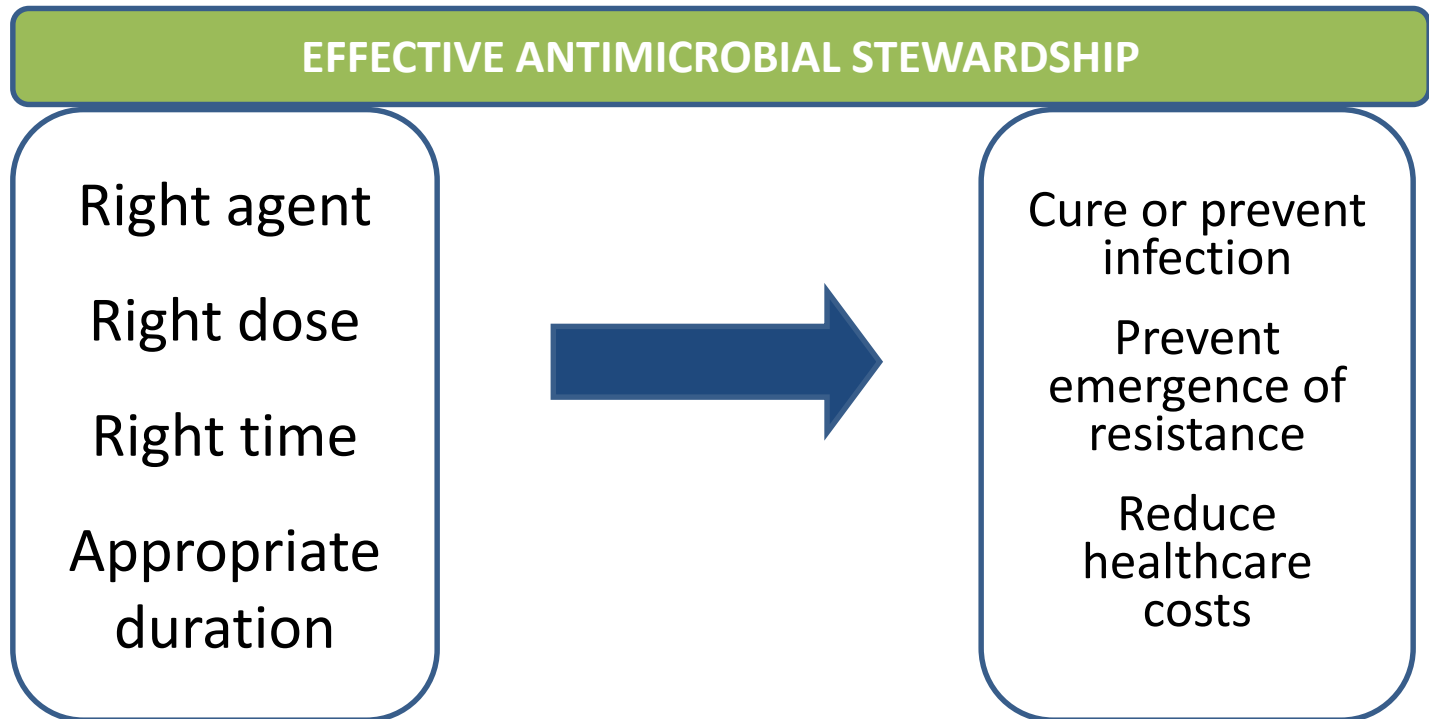 EFFECTIVE ANTIMICROBIAL STEWARDSHIP
Right agent
Right dose
Right time
Appropriate
duration
Cure or prevent
infection
Prevent
emergence of
resistance
Reduce
healthcare
costs